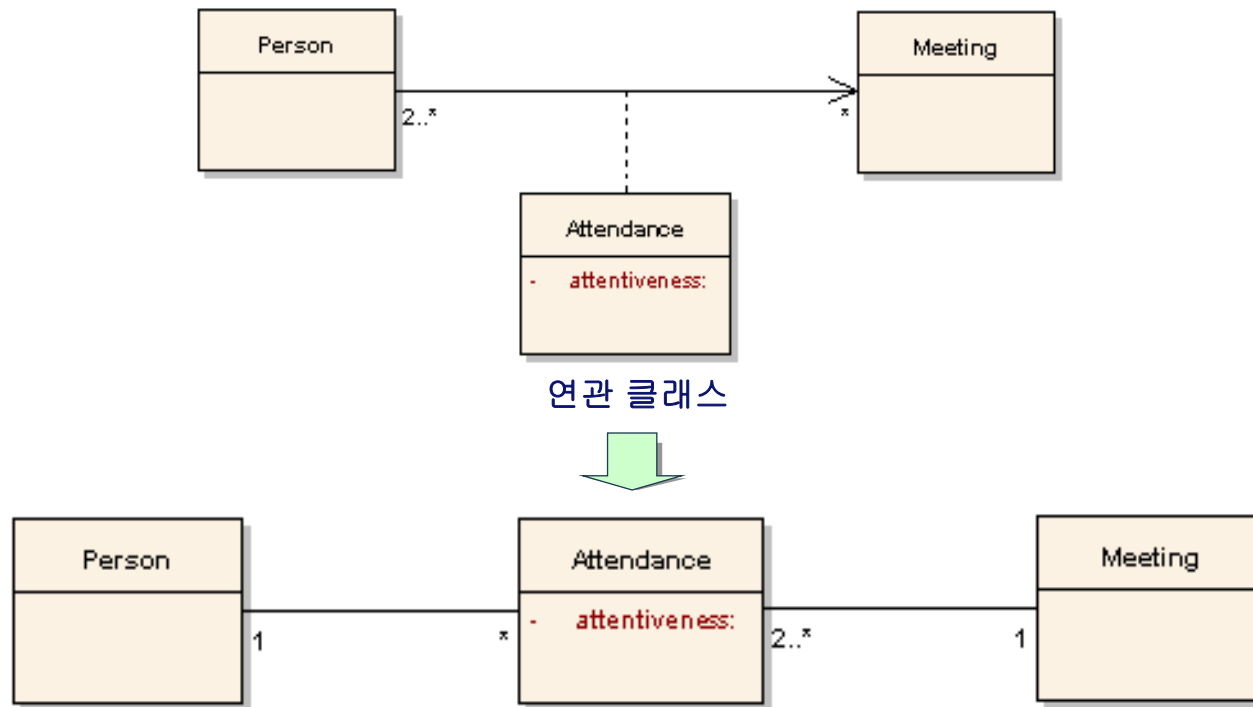 Person
Meeting
2..*
*
Attendance
- attentiveness:
연관 클래스
Person
Attendance
Meeting
- attentiveness:
1
*
2..*
1